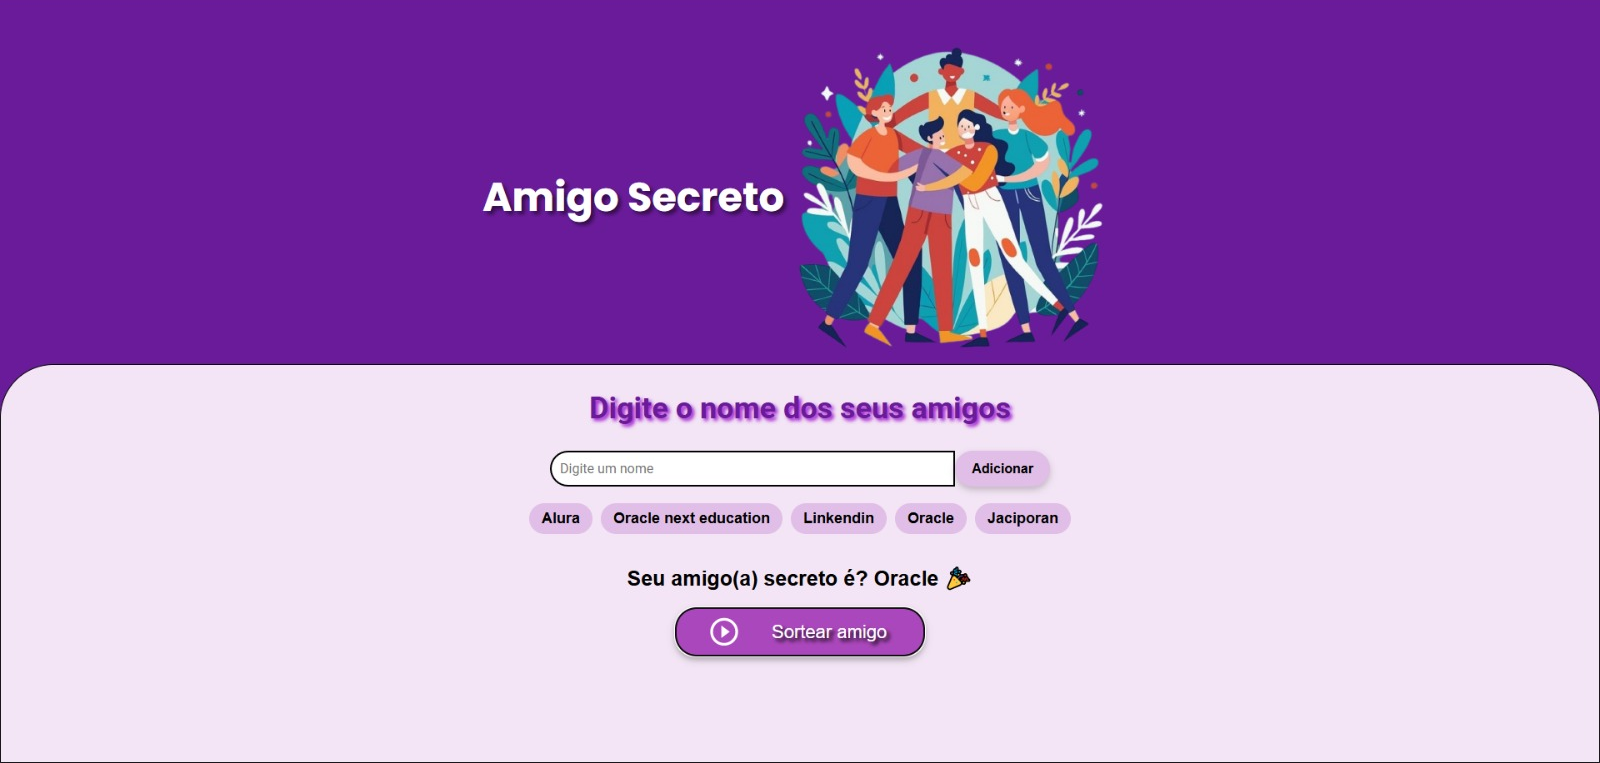 Amigo Secreto
Digite o nome dos seus amigos
Digite um nome
Adicionar
Alura Oracle next education Linkendin Oracle Jaciporan
Seu amigo(a) secreto é? Oracle 🎉
Sortear amigo